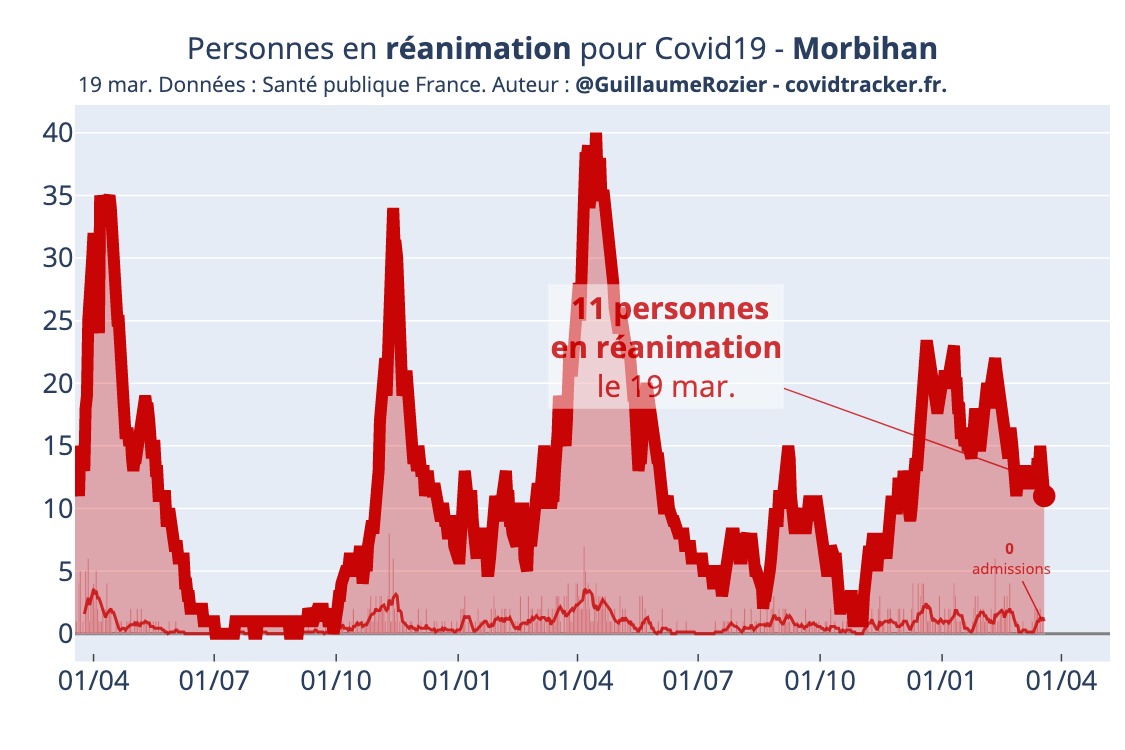 Personnes en réanimation pour Covid19 - Morbihan
19 mar. Données : Santé publique France. Auteur : @GuillaumeRozier - covidtracker.fr.
40
35
30
25
20
15
10
5
0
11 personnes
en réanimation
le 19 mar.
0
admissions
01/04 01/07 01/10 01/01 01/04 01/07 01/10 01/01 01/04